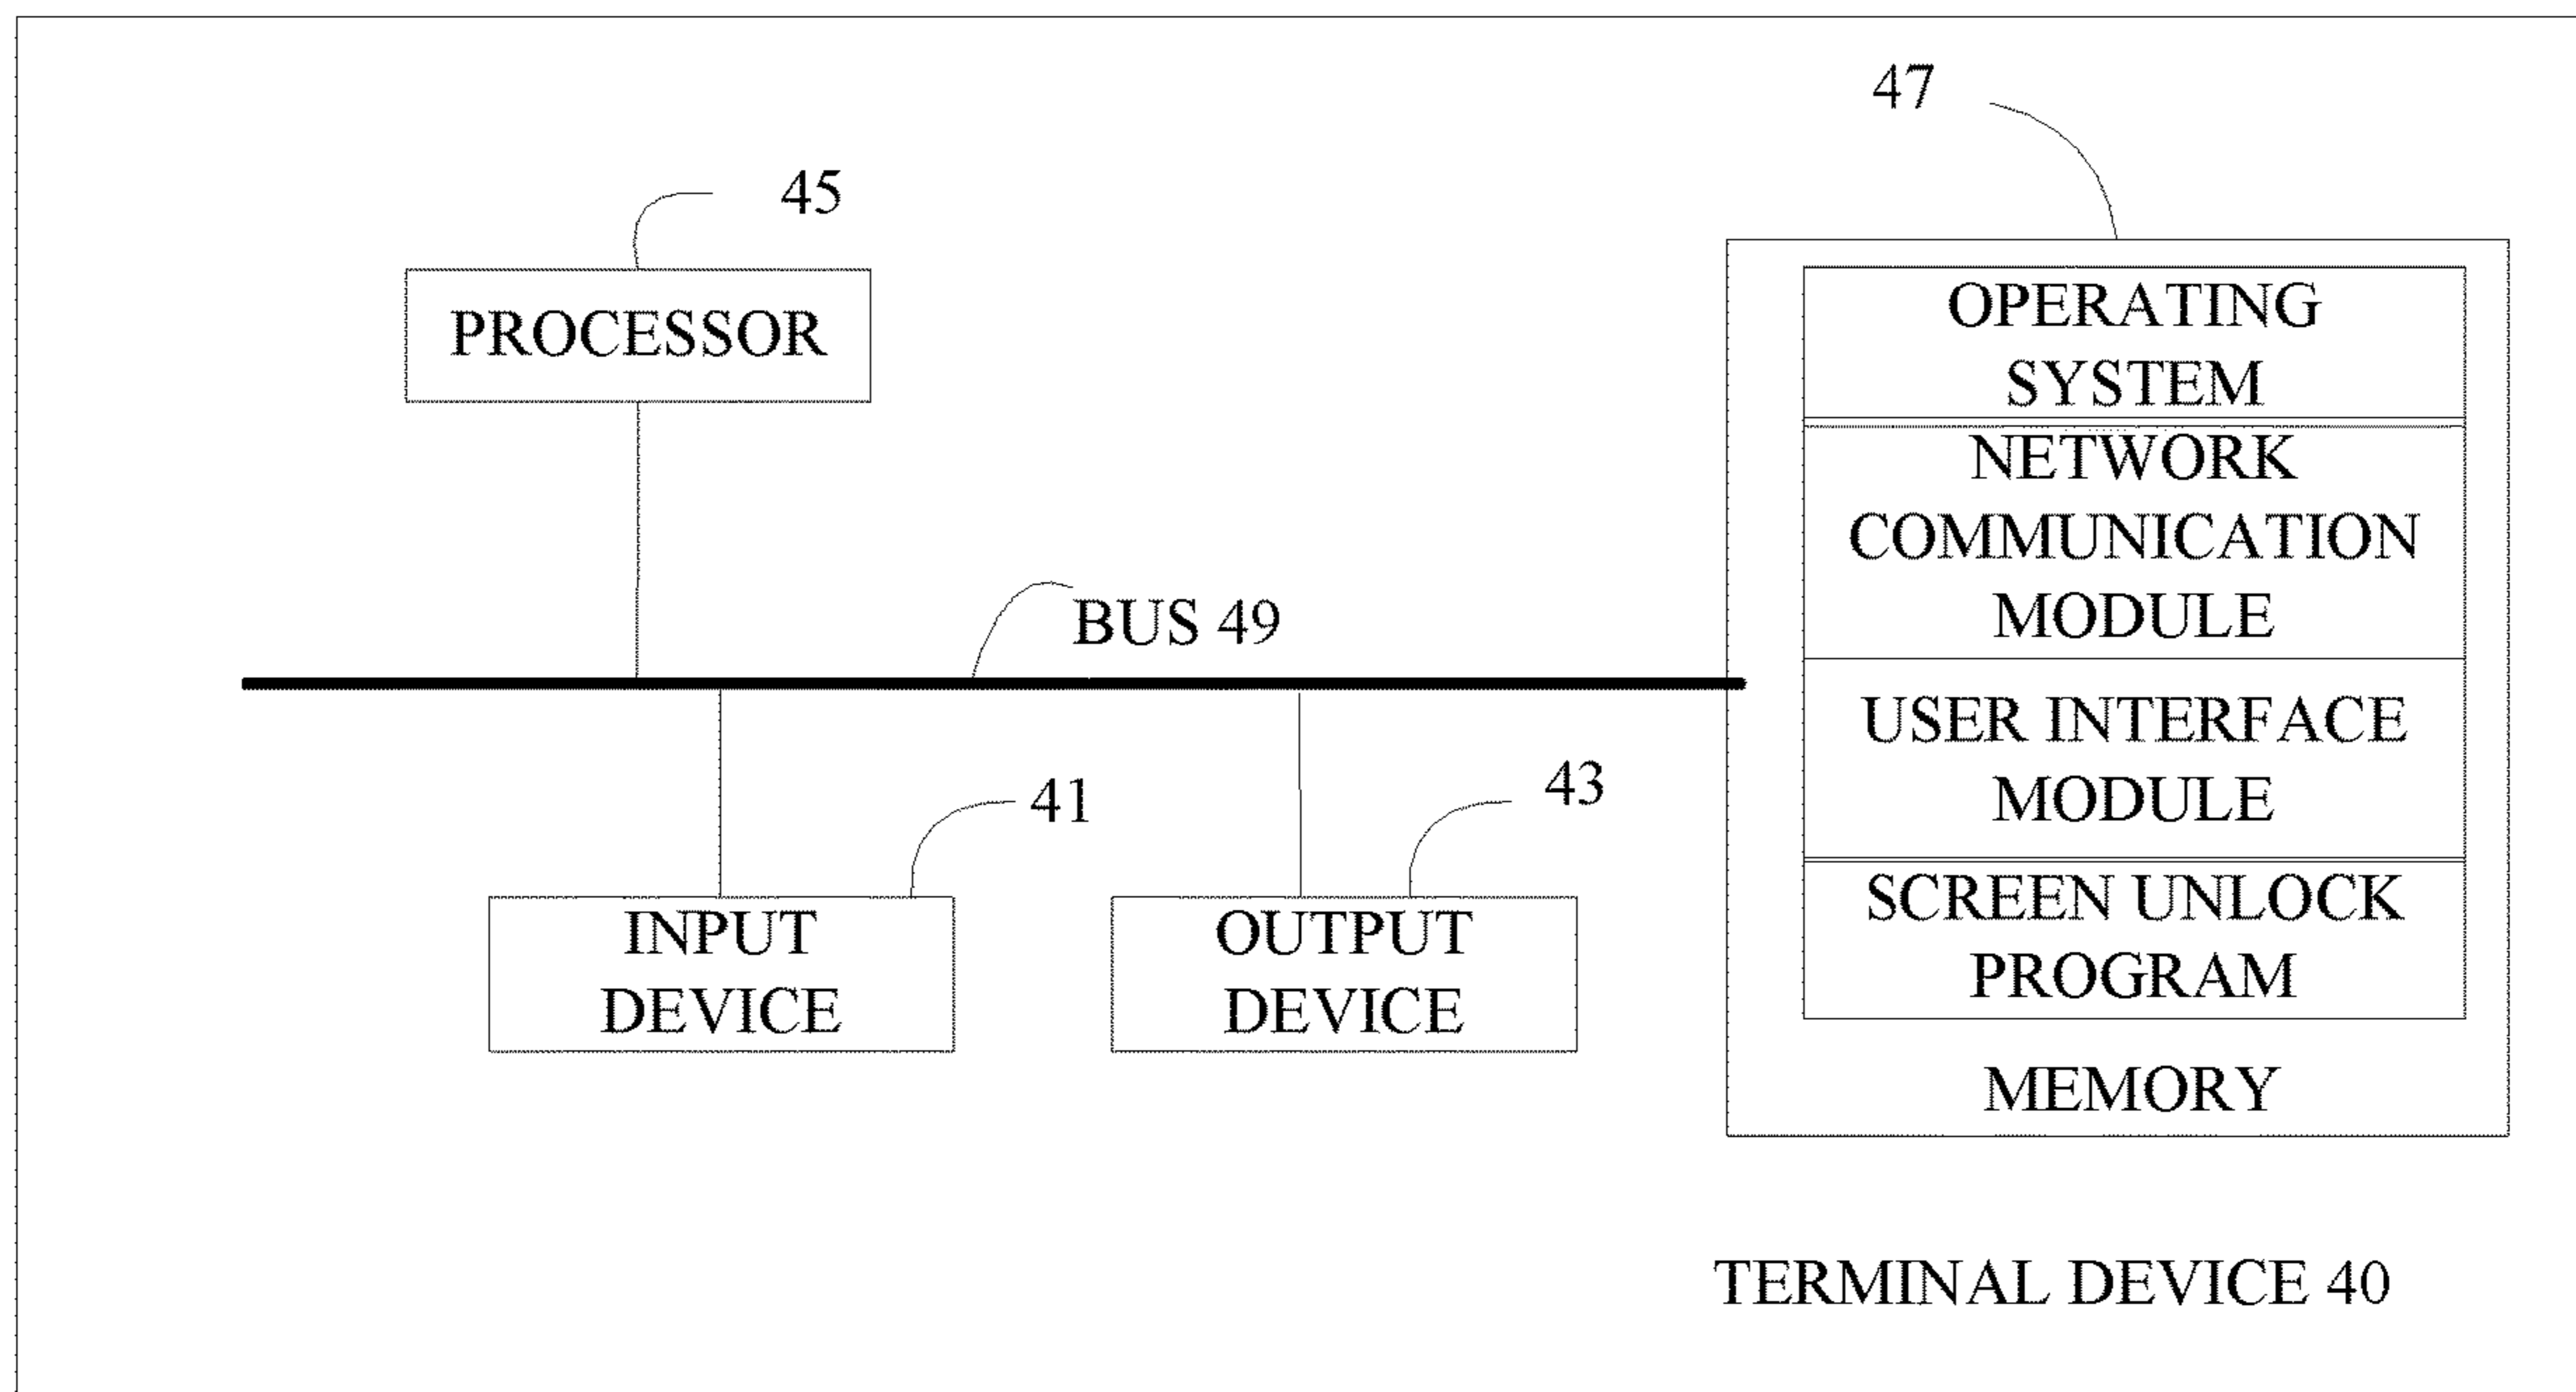 47
45
PROCESSOR
OPERATING
SYSTEM
NETWORK
COMMUNICATION
MODULE
BUS 49
USER INTERFACE
MODULE
41
43
INPUT
DEVICE
OUTPUT
DEVICE
SCREEN UNLOCK
PROGRAM
MEMORY
TERMINAL DEVICE 40